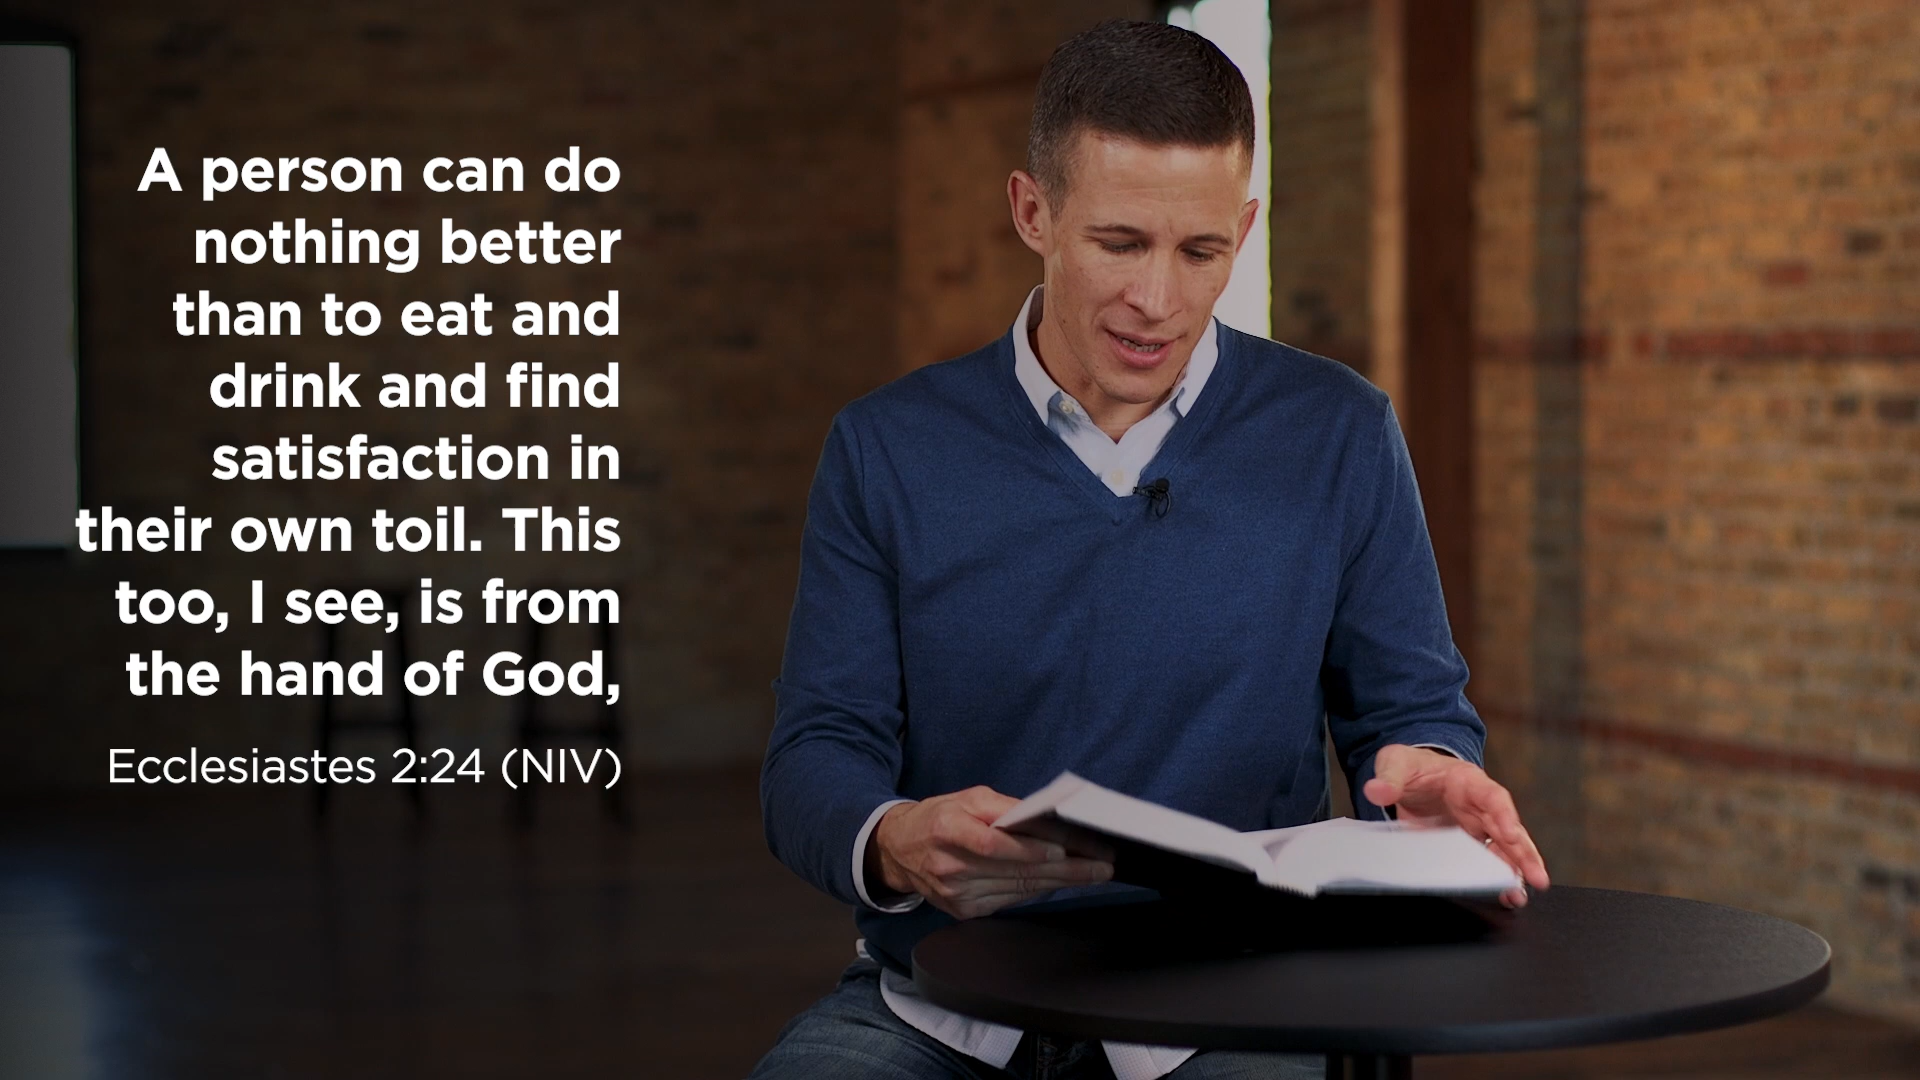 A person can do
nothing better
than to eat and
drink and find
satisfaction in
their own toil. This
too, I see, is from
the hand of God,
Ecclesiastes 2:24 (NIV)